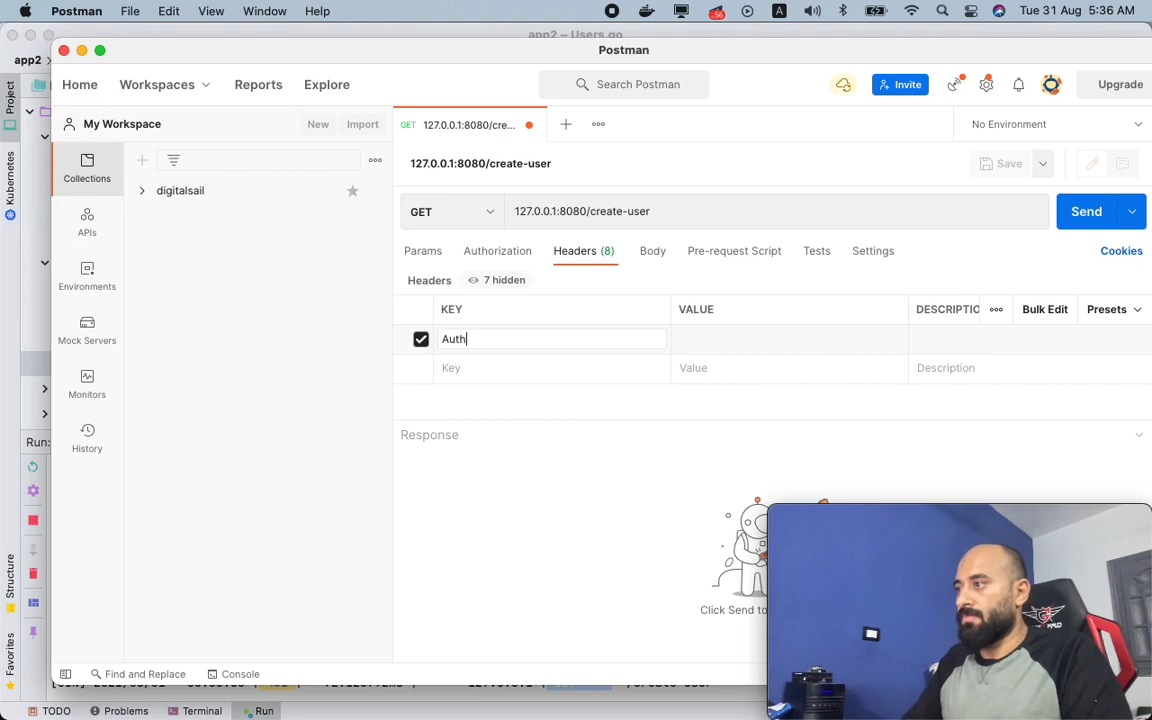 Postman File Edit View Window Help 56 A Tue 31 Aug 5:36 AM
app2 – Users.go
app2
Postman
Home Workspaces Reports Explore Search Postman Invite Upgrade
My Workspace New Import GET 127.0.0.1:8080/cre... No Environment
Project
Kubernetes
Structure
Favorites
Collections
APIs
Environments
Mock Servers
Monitors
History
digitalsail
127.0.0.1:8080/create-user Save
GET 127.0.0.1:8080/create-user Send
Params Authorization Headers (8) Body Pre-request Script Tests Settings Cookies
Headers 7 hidden
KEY VALUE DESCRIPTIO Bulk Edit Presets
Auth
Key Value Description
Response
Click Send to
Run:
Find and Replace Console
TODO Problems Terminal Run